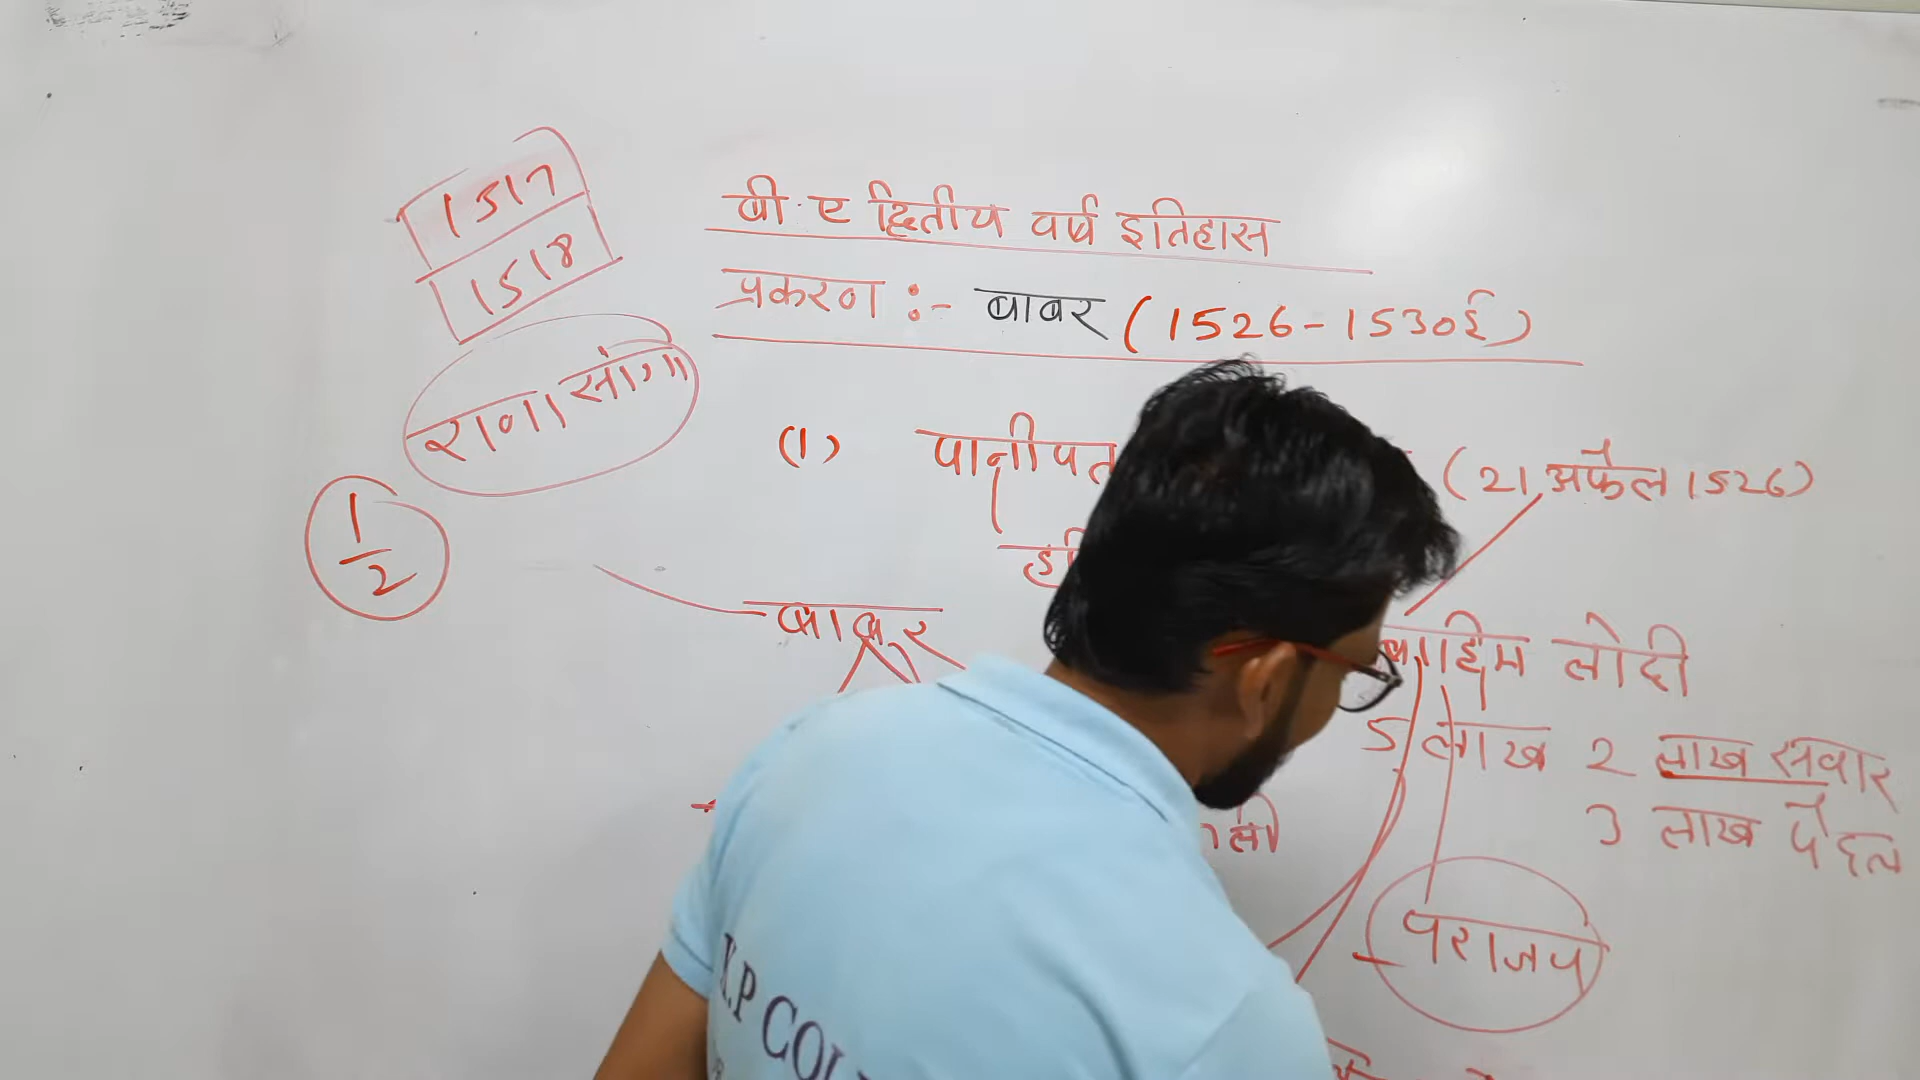 1517
1518
राणा सांगा
1
2
बी.ए द्वितीय वर्ष इतिहास
प्रकरण :- बाबर (1526-1530ई)
(1) पानीपत (21 अप्रैल 1526)
बाबर
लोदी
5 लाख 2 लाख सवार
3 लाख पैदल
पराजय
K.P COL